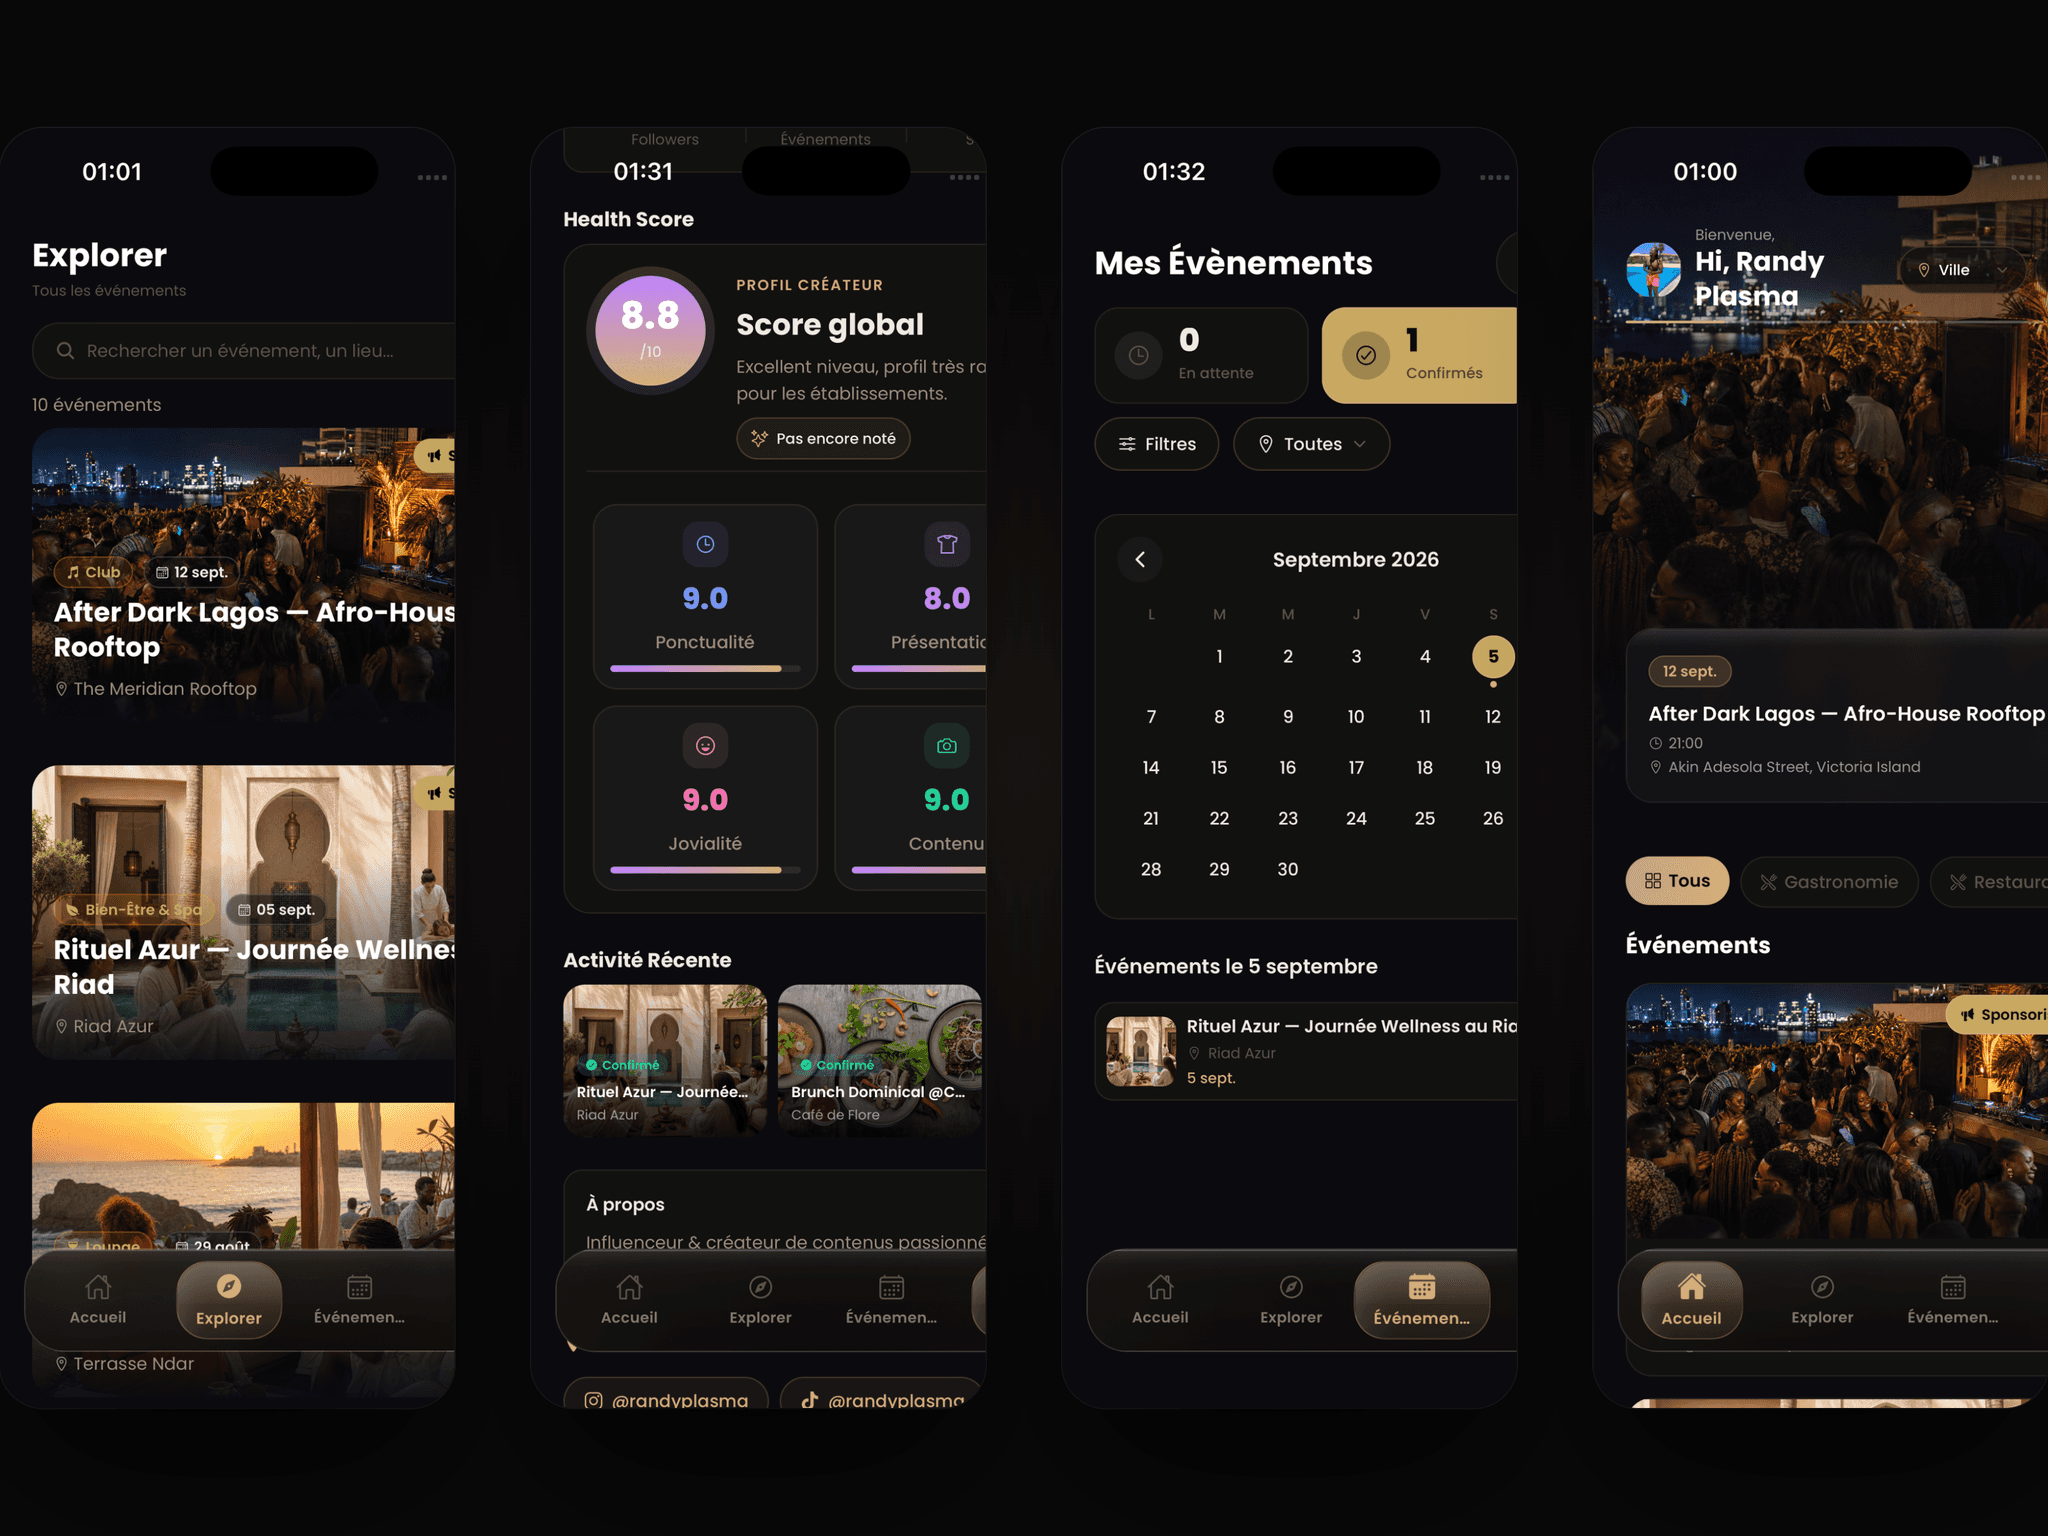 01:01
Explorer
Tous les événements
Rechercher un événement, un lieu...
10 événements
S
Club
12 sept.
After Dark Lagos — Afro-Hous
Rooftop
The Meridian Rooftop
S
Bien-Être & Spa
05 sept.
Rituel Azur — Journée Wellnes
Riad
Riad Azur
Lounge
29 août
Accueil
Explorer
Événemen...
Terrasse Ndar
Followers
Événements
S
01:31
Health Score
8.8
/10
PROFIL CRÉATEUR
Score global
Excellent niveau, profil très ra
pour les établissements.
Pas encore noté
9.0
Ponctualité
8.0
Présentatio
9.0
Jovialité
9.0
Contenu
Activité Récente
Confirmé
Rituel Azur — Journée...
Riad Azur
Confirmé
Brunch Dominical @C...
Café de Flore
À propos
Influenceur & créateur de contenus passionné
Accueil
Explorer
Événemen...
@randyplasma
@randyplasma
01:32
Mes Évènements
0
En attente
1
Confirmés
Filtres
Toutes
Septembre 2026
L M M J V S
1 2 3 4 5
7 8 9 10 11 12
14 15 16 17 18 19
21 22 23 24 25 26
28 29 30
Événements le 5 septembre
Rituel Azur — Journée Wellness au Ria
Riad Azur
5 sept.
Accueil
Explorer
Événemen...
01:00
Bienvenue,
Hi, Randy
Plasma
Ville
12 sept.
After Dark Lagos — Afro-House Rooftop
21:00
Akin Adesola Street, Victoria Island
Tous
Gastronomie
Restaura
Événements
Sponsoris
Accueil
Explorer
Événemen...